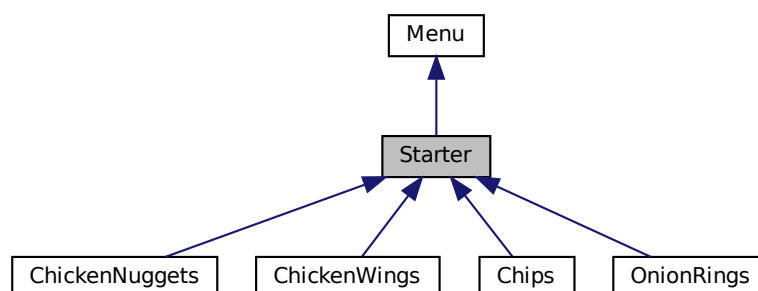 Menu
Starter
ChickenNuggets
ChickenWings
Chips
OnionRings